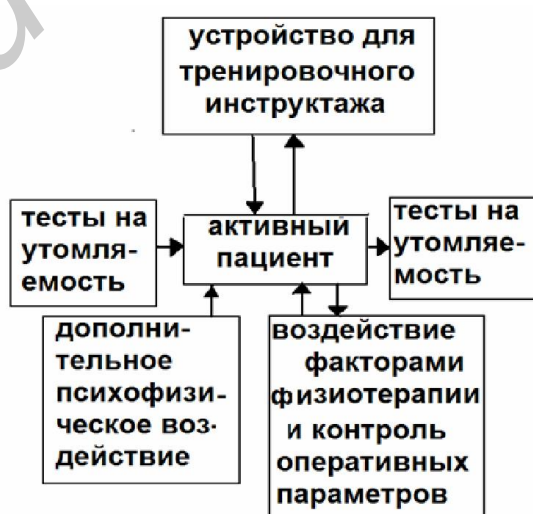 устройство для
тренировочного
инструктажа
тесты на
утомля-
емость
активный
пациент
тесты на
утомляе-
мость
дополни-
тельное
психофизи-
ческое воз-
действие
воздействие
факторами
физиотерапии
и контроль
оперативных
параметров